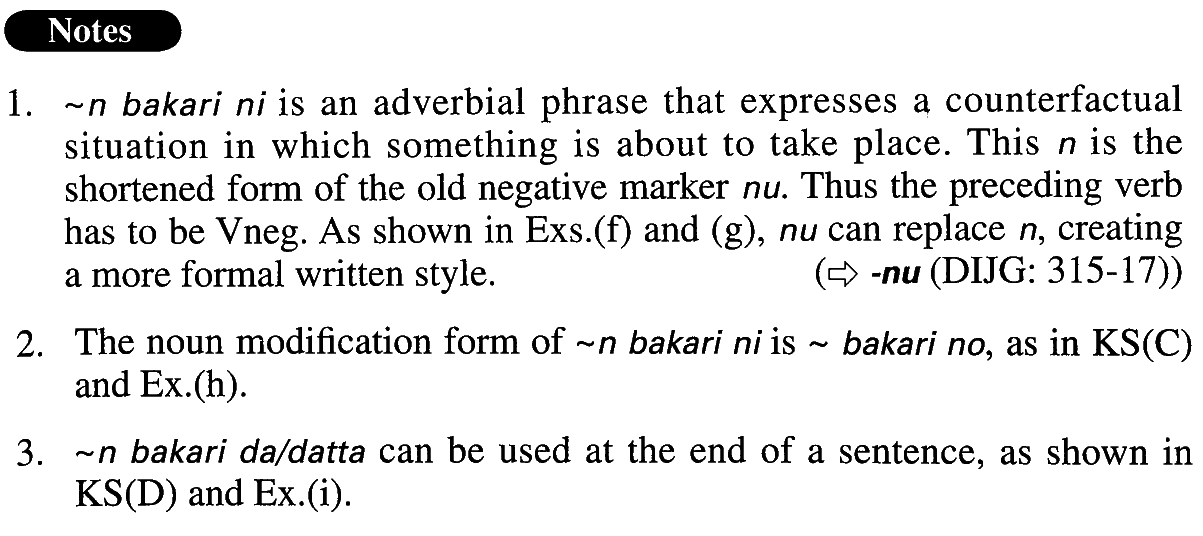 Notes
1. ~n bakari ni is an adverbial phrase that expresses a counterfactual
situation in which something is about to take place. This n is the
shortened form of the old negative marker nu. Thus the preceding verb
has to be Vneg. As shown in Exs.(f) and (g), nu can replace n, creating
a more formal written style. (⇨ -nu (DIJG: 315-17))
2. The noun modification form of ~n bakari ni is ~ bakari no, as in KS(C)
and Ex.(h).
3. ~n bakari da/datta can be used at the end of a sentence, as shown in
KS(D) and Ex.(i).